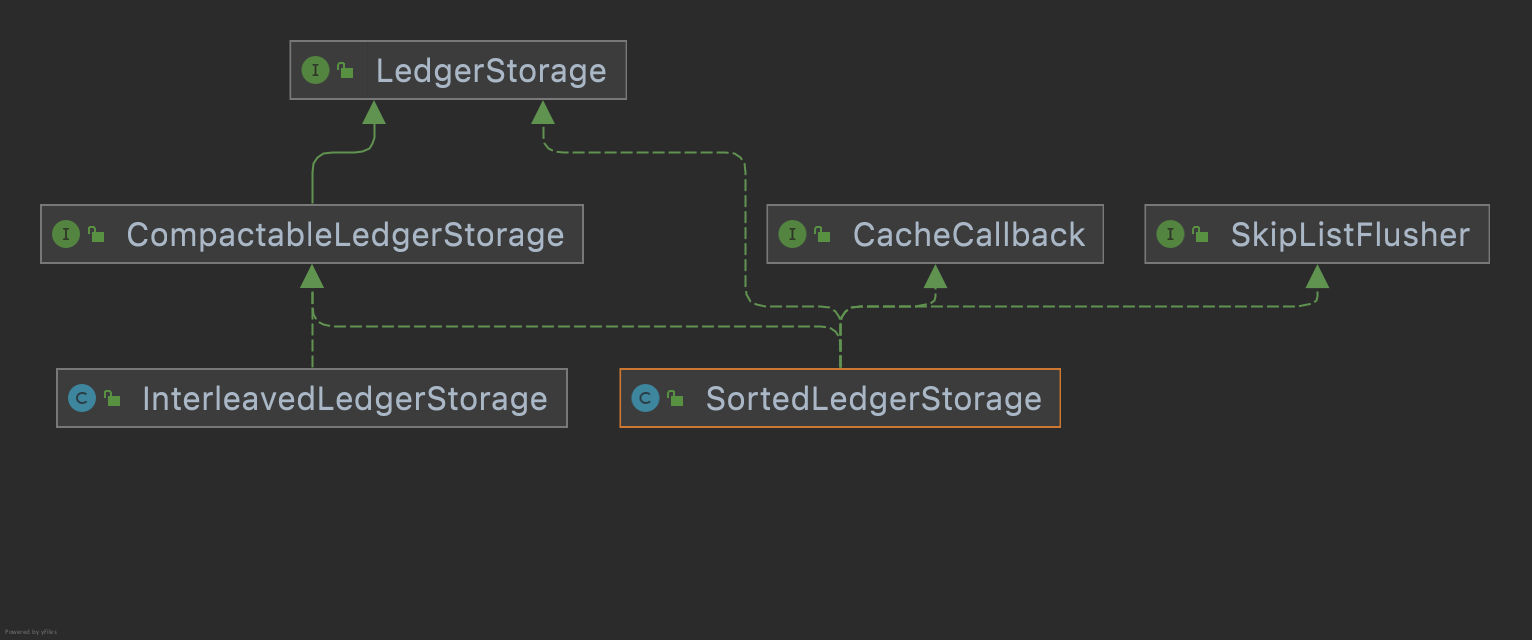 I LedgerStorage
I CompactableLedgerStorage
I CacheCallback
I SkipListFlusher
C InterleavedLedgerStorage
C SortedLedgerStorage
Powered by yFiles